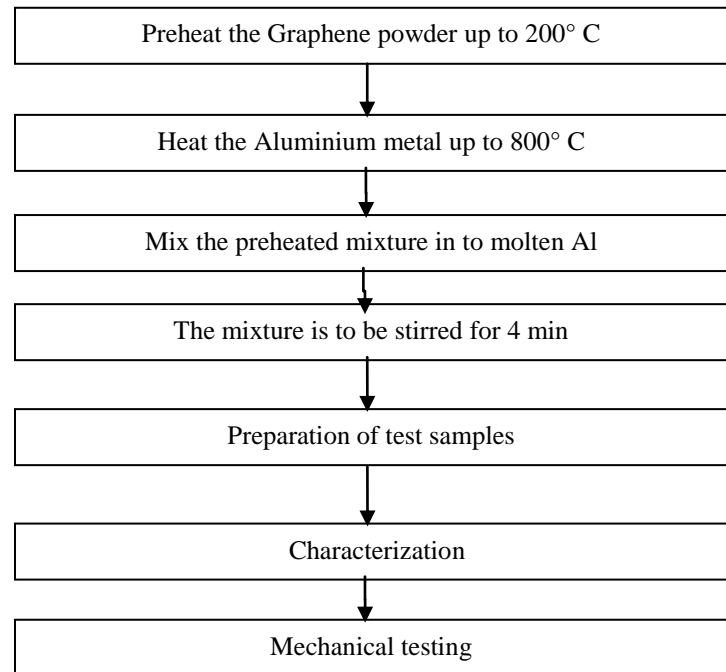 Preheat the Graphene powder up to 200° C
Heat the Aluminium metal up to 800° C
Mix the preheated mixture in to molten Al
The mixture is to be stirred for 4 min
Preparation of test samples
Characterization
Mechanical testing